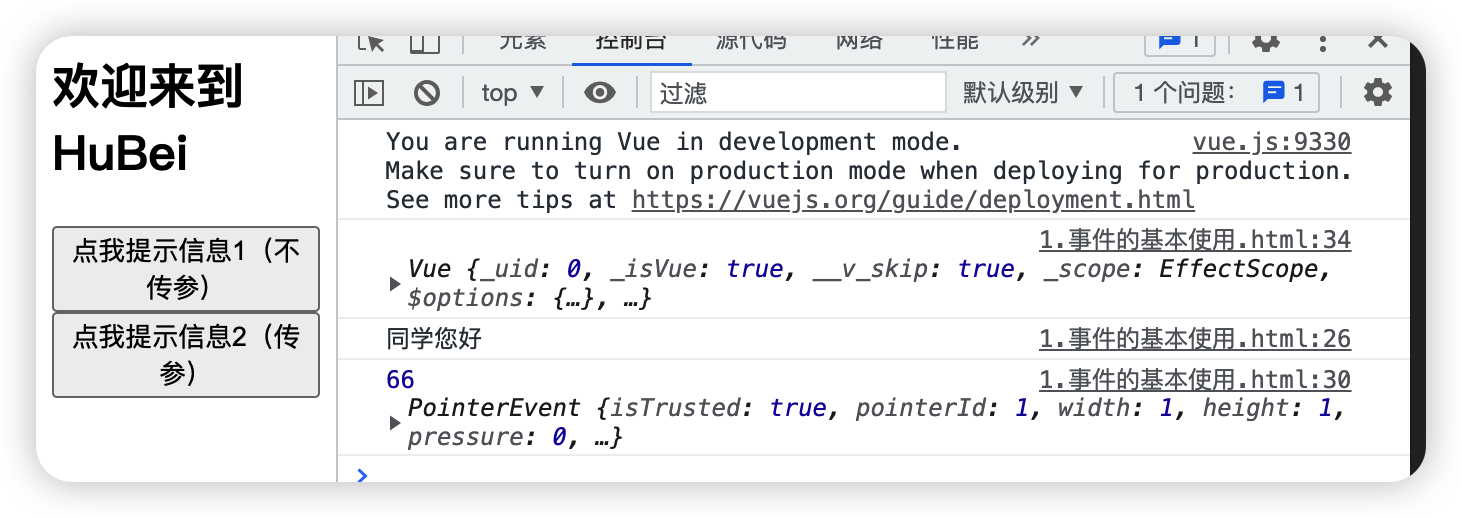 欢迎来到
HuBei
点我提示信息1（不
传参）
点我提示信息2（传
参）
元素 控制台 源代码 网络 性能 » 1
top ▼ 过滤 默认级别 ▼ 1 个问题： 1
You are running Vue in development mode. vue.js:9330
Make sure to turn on production mode when deploying for production.
See more tips at https://vuejs.org/guide/deployment.html
1.事件的基本使用.html:34
Vue {_uid: 0, _isVue: true, __v_skip: true, _scope: EffectScope,
$options: {…}, …}
同学您好 1.事件的基本使用.html:26
66 1.事件的基本使用.html:30
PointerEvent {isTrusted: true, pointerId: 1, width: 1, height: 1,
pressure: 0, …}